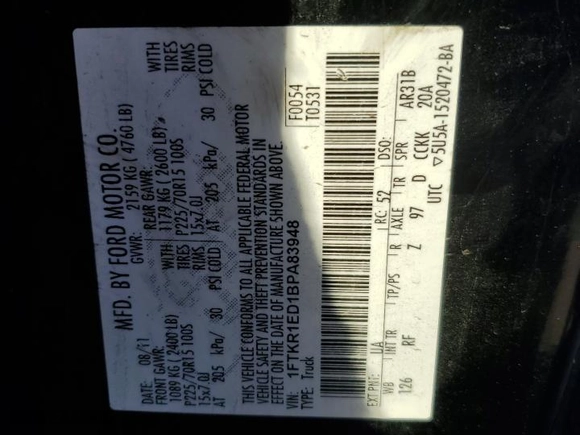 MFD. BY FORD MOTOR CO.
DATE: 08/11 GVWR: 2159 KG ( 4760 LB)
FRONT GAWR: REAR GAWR: WITH
1089 KG (2400 LB) 1179 KG (2600 LB) TIRES
P225/70R15 100S P225/70R15 100S RIMS
15x7.0J 15x7.0J
AT 205 kPa/ 30 PSI COLD AT 205 kPa/ 30 PSI COLD
WITH
TIRES
RIMS
THIS VEHICLE CONFORMS TO ALL APPLICABLE FEDERAL MOTOR
VEHICLE SAFETY AND THEFT PREVENTION STANDARDS IN
EFFECT ON THE DATE OF MANUFACTURE SHOWN ABOVE.
VIN: 1FTKR1ED1BPA83948
TYPE: Truck
F0054
T0531
EXT PNT: UA RC: 52 DSO:
WB INT TR TP/PS R AXLE TR SPR AR31B
126 RF Z 97 D CCKK 20A
UTC ▽5U5A-1520472-BA